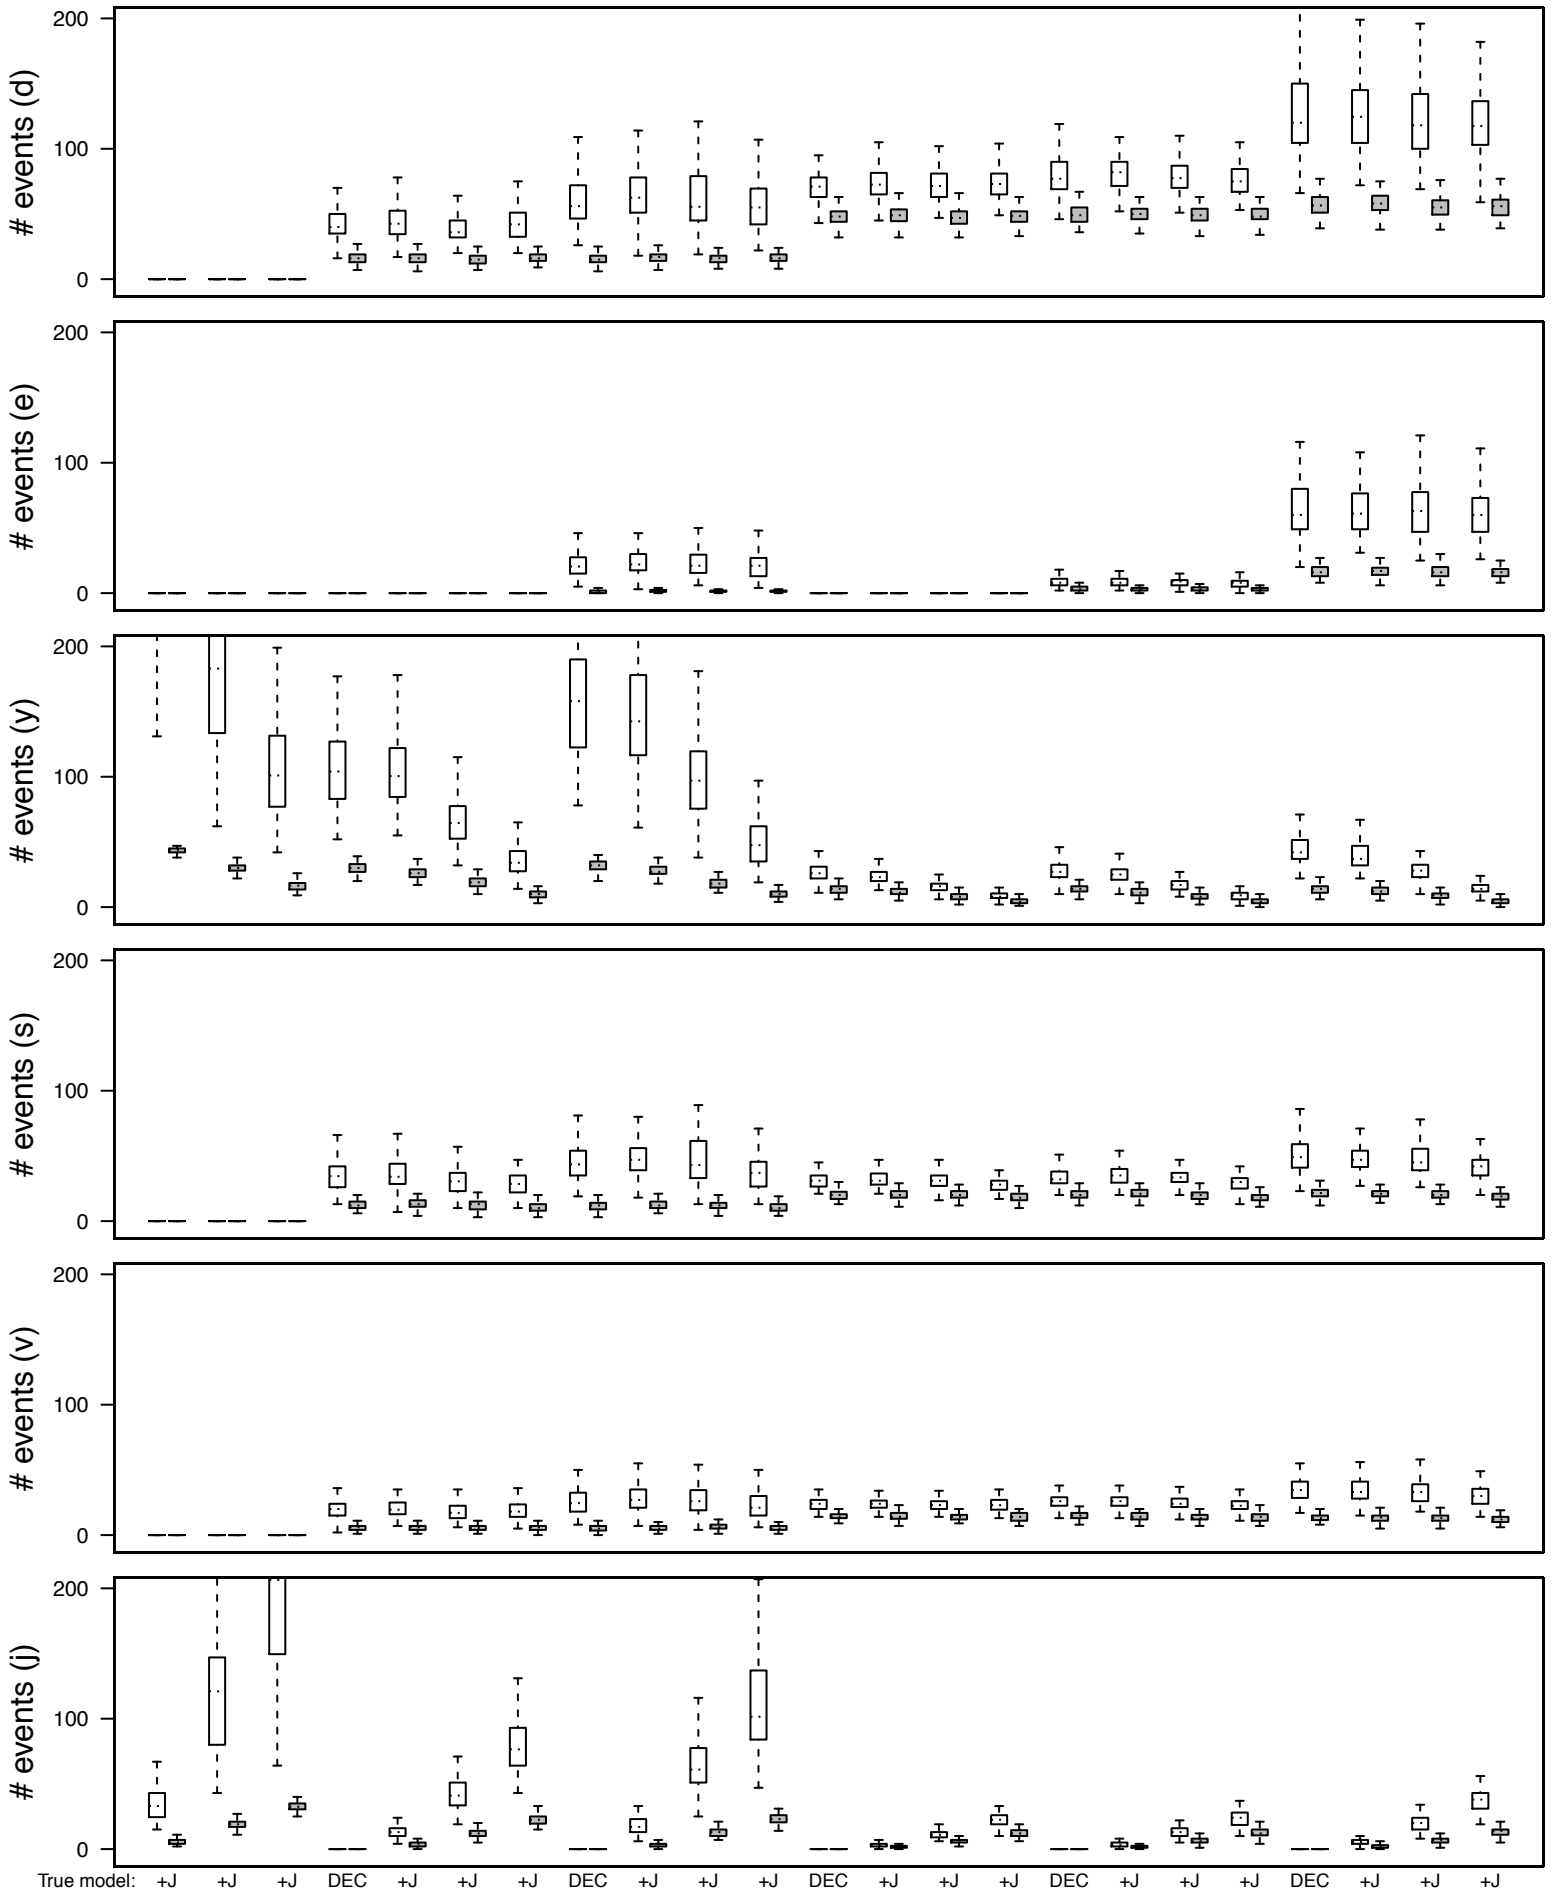 # events (d)
200
100
0
# events (e)
200
100
0
# events (y)
200
100
0
# events (s)
200
100
0
# events (v)
200
100
0
# events (j)
200
100
0
True model: +J +J +J DEC +J +J +J DEC +J +J +J DEC +J +J +J DEC +J +J +J DEC +J +J +J